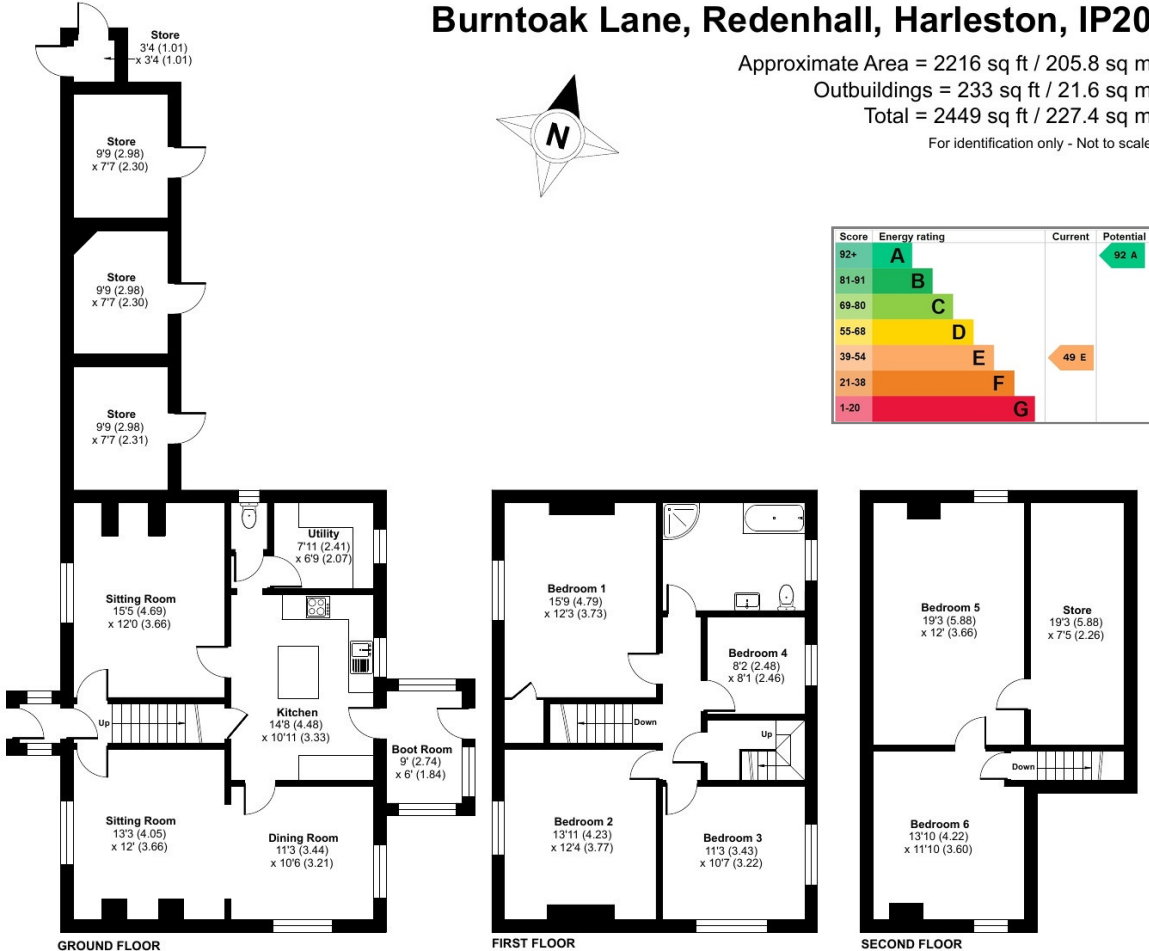 Burntoak Lane, Redenhall, Harleston, IP20
Approximate Area = 2216 sq ft / 205.8 sq m
Outbuildings = 233 sq ft / 21.6 sq m
Total = 2449 sq ft / 227.4 sq m
For identification only - Not to scale
N
Score Energy rating Current Potential
92+ A 92 A
81-91 B
69-80 C
55-68 D
39-54 E 49 E
21-38 F
1-20 G
Store
3'4 (1.01)
x 3'4 (1.01)
Store
9'9 (2.98)
x 7'7 (2.30)
Store
9'9 (2.98)
x 7'7 (2.30)
Store
9'9 (2.98)
x 7'7 (2.31)
Utility
7'11 (2.41)
x 6'9 (2.07)
Sitting Room
15'5 (4.69)
x 12'0 (3.66)
Up
Kitchen
14'8 (4.48)
x 10'11 (3.33)
Boot Room
9' (2.74)
x 6' (1.84)
Sitting Room
13'3 (4.05)
x 12' (3.66)
Dining Room
11'3 (3.44)
x 10'6 (3.21)
GROUND FLOOR
Bedroom 1
15'9 (4.79)
x 12'3 (3.73)
Bedroom 4
8'2 (2.48)
x 8'1 (2.46)
Down
Up
Bedroom 2
13'11 (4.23)
x 12'4 (3.77)
Bedroom 3
11'3 (3.43)
x 10'7 (3.22)
FIRST FLOOR
Bedroom 5
19'3 (5.88)
x 12' (3.66)
Store
19'3 (5.88)
x 7'5 (2.26)
Down
Bedroom 6
13'10 (4.22)
x 11'10 (3.60)
SECOND FLOOR